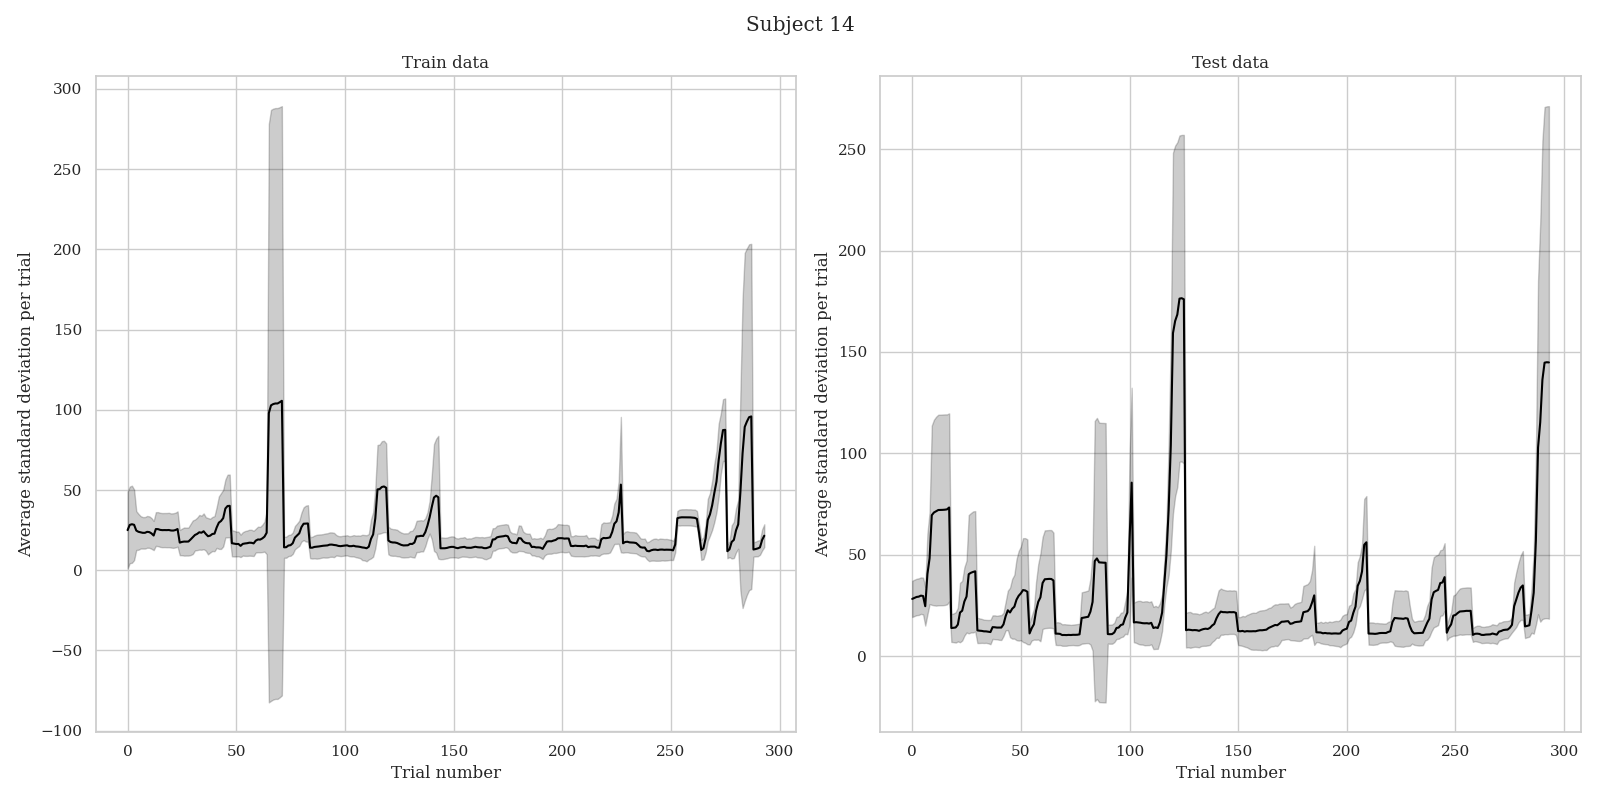 Subject 14
Train data
300
250
200
150
100
50
0
−50
−100
0 50 100 150 200 250 300
Trial number
Average standard deviation per trial
Test data
250
200
150
100
50
0
0 50 100 150 200 250 300
Trial number
Average standard deviation per trial